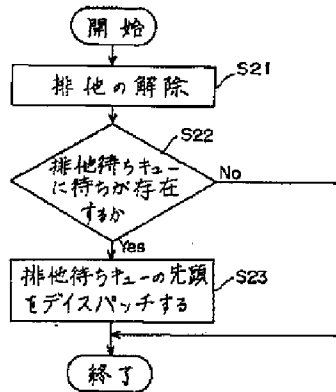 開始
S21
排他の解除
S22
排他待ちキュー
に待ちが存在
するか
No
Yes
S23
排他待ちキューの先頭
をディスパッチする
終了